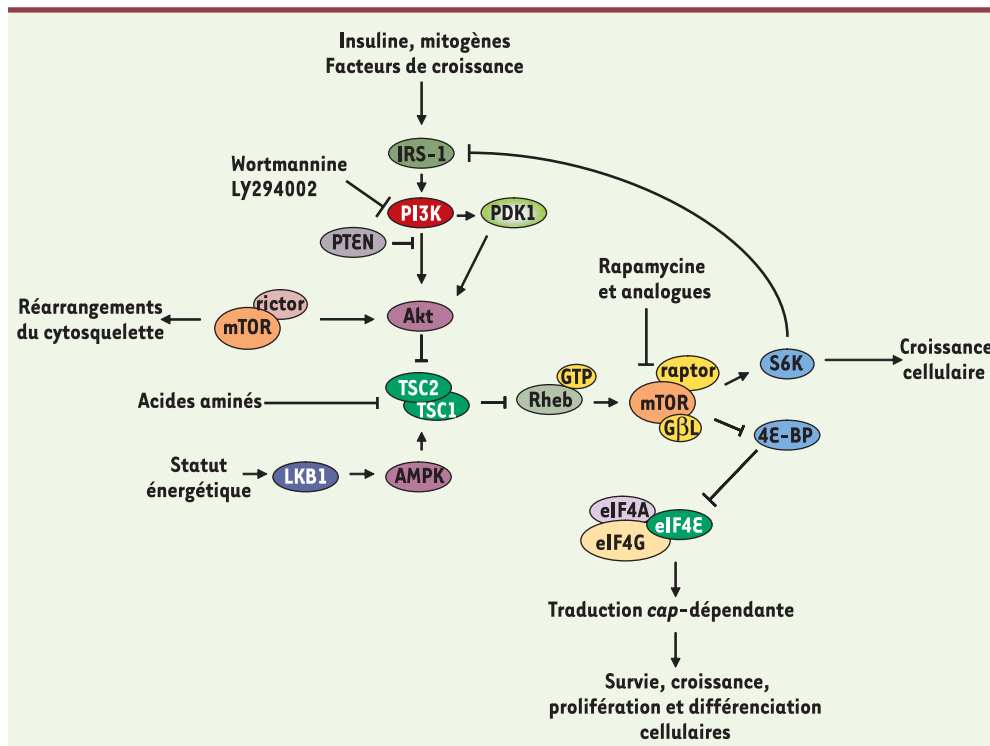 Insuline, mitogènes
Facteurs de croissance
IRS-1
Wortmannine
LY294002
PI3K
PDK1
PTEN
Rapamycine
et analogues
Réarrangements
du cytosquelette
rictor
mTOR
Akt
Croissance
cellulaire
S6K
raptor
mTOR
GβL
GTP
Rheb
TSC2
TSC1
Acides aminés
4E-BP
Statut
énergétique
LKB1
AMPK
eIF4A
eIF4E
eIF4G
Traduction cap-dépendante
Survie, croissance,
prolifération et différenciation
cellulaires